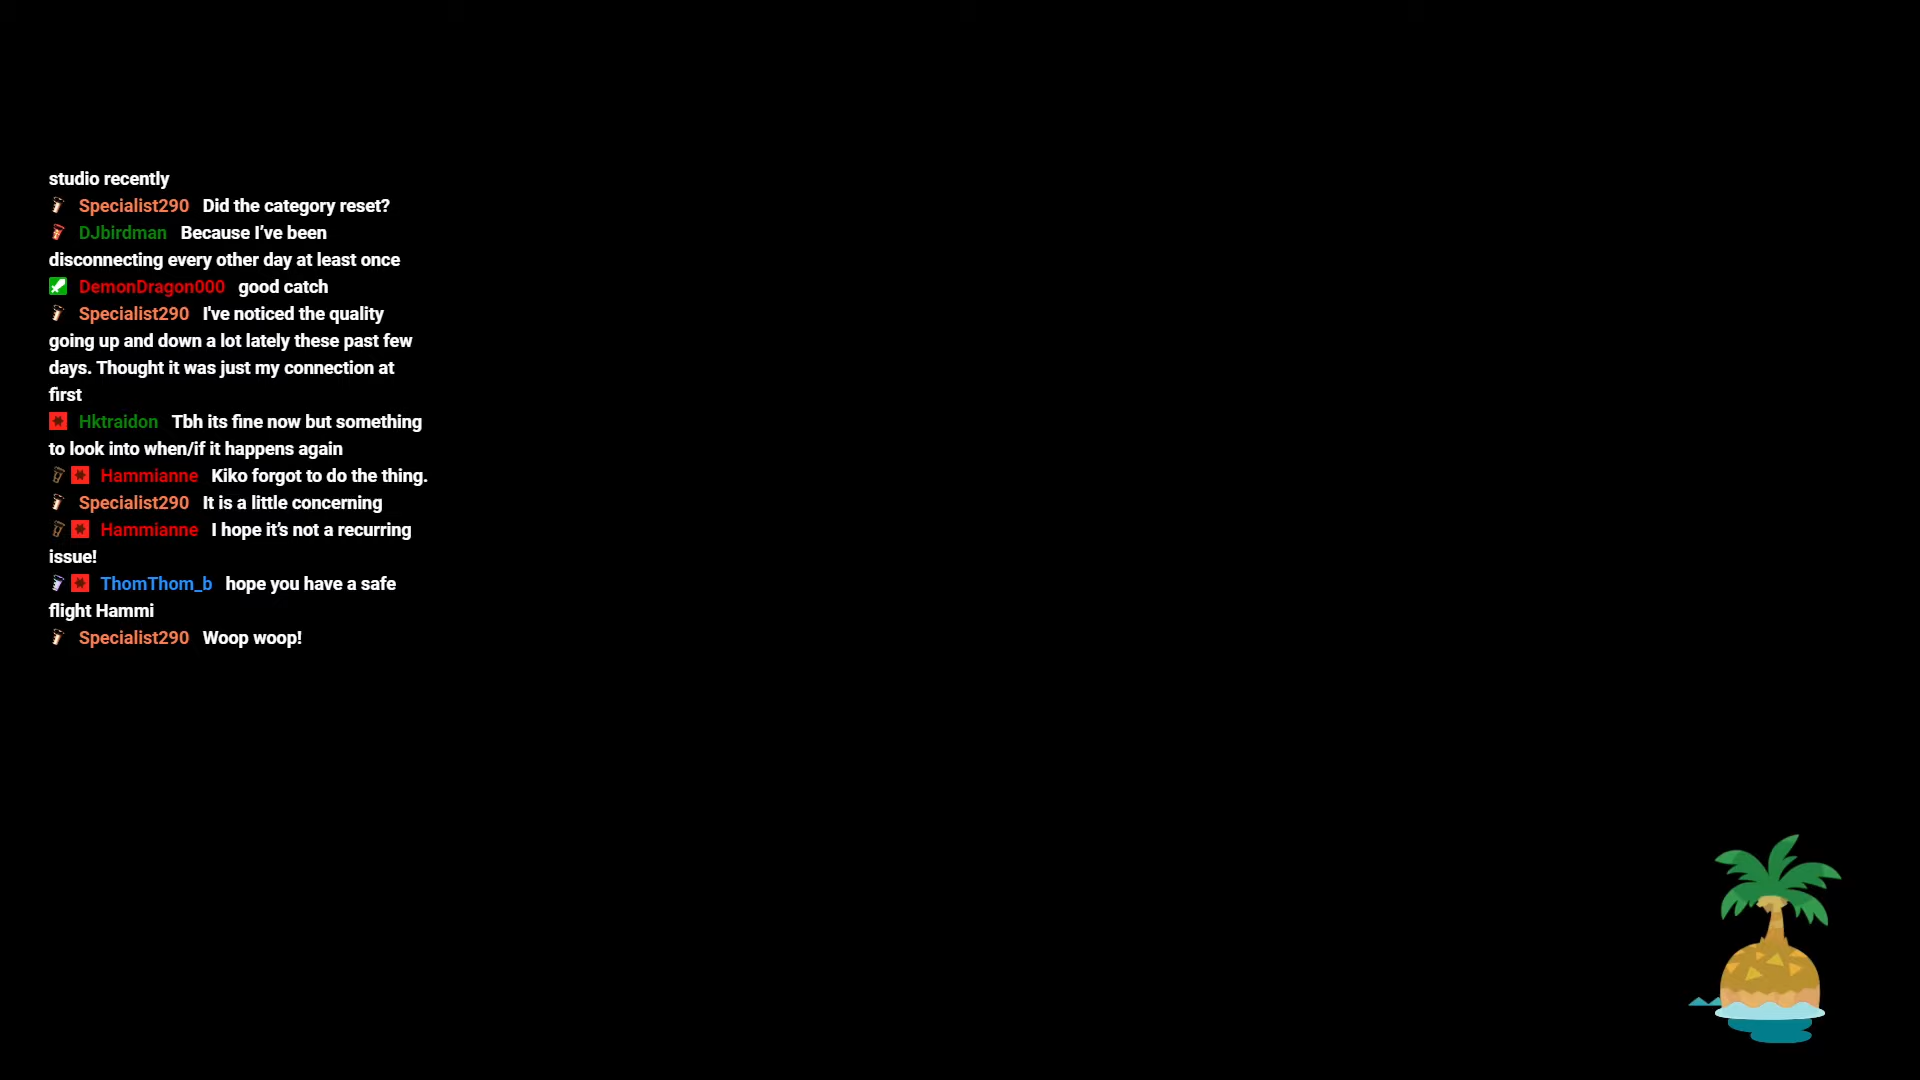 studio recently
Specialist290 Did the category reset?
DJbirdman Because I’ve been
disconnecting every other day at least once
DemonDragon000 good catch
Specialist290 I've noticed the quality
going up and down a lot lately these past few
days. Thought it was just my connection at
first
Hktraidon Tbh its fine now but something
to look into when/if it happens again
Hammianne Kiko forgot to do the thing.
Specialist290 It is a little concerning
Hammianne I hope it’s not a recurring
issue!
ThomThom_b hope you have a safe
flight Hammi
Specialist290 Woop woop!